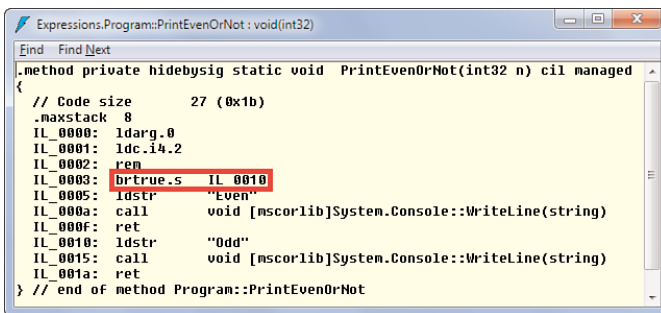 Expressions.Program::PrintEvenOrNot : void(int32)
Find Find Next
.method private hidebysig static void  PrintEvenOrNot(int32 n) cil managed
{
  // Code size       27 (0x1b)
  .maxstack  8
  IL_0000:  ldarg.0
  IL_0001:  ldc.i4.2
  IL_0002:  rem
  IL_0003:  brtrue.s   IL_0010
  IL_0005:  ldstr      "Even"
  IL_000a:  call       void [mscorlib]System.Console::WriteLine(string)
  IL_000f:  ret
  IL_0010:  ldstr      "Odd"
  IL_0015:  call       void [mscorlib]System.Console::WriteLine(string)
  IL_001a:  ret
} // end of method Program::PrintEvenOrNot